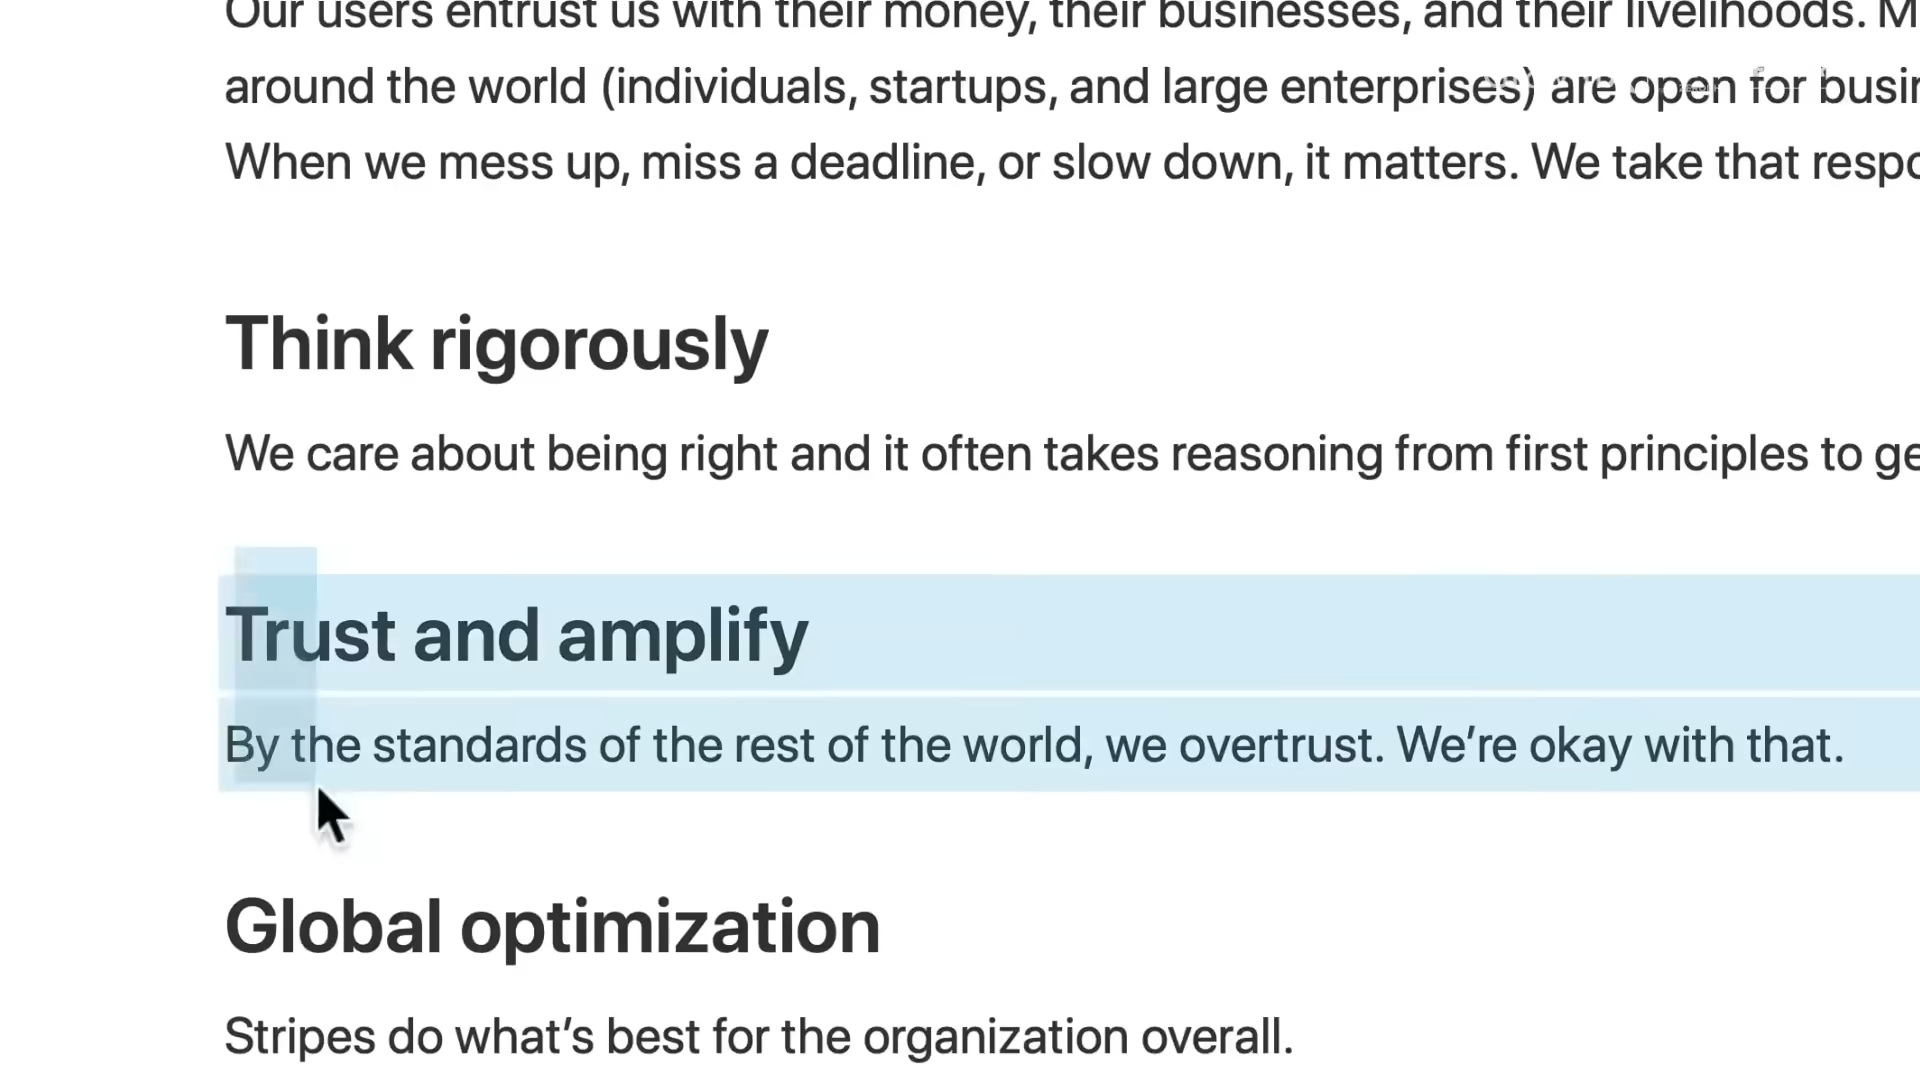 Our users entrust us with their money, their businesses, and their livelihoods.
around the world (individuals, startups, and large enterprises) are open for
When we mess up, miss a deadline, or slow down, it matters. We take that
Think rigorously
We care about being right and it often takes reasoning from first principles to
Trust and amplify
By the standards of the rest of the world, we overtrust. We’re okay with that.
Global optimization
Stripes do what’s best for the organization overall.